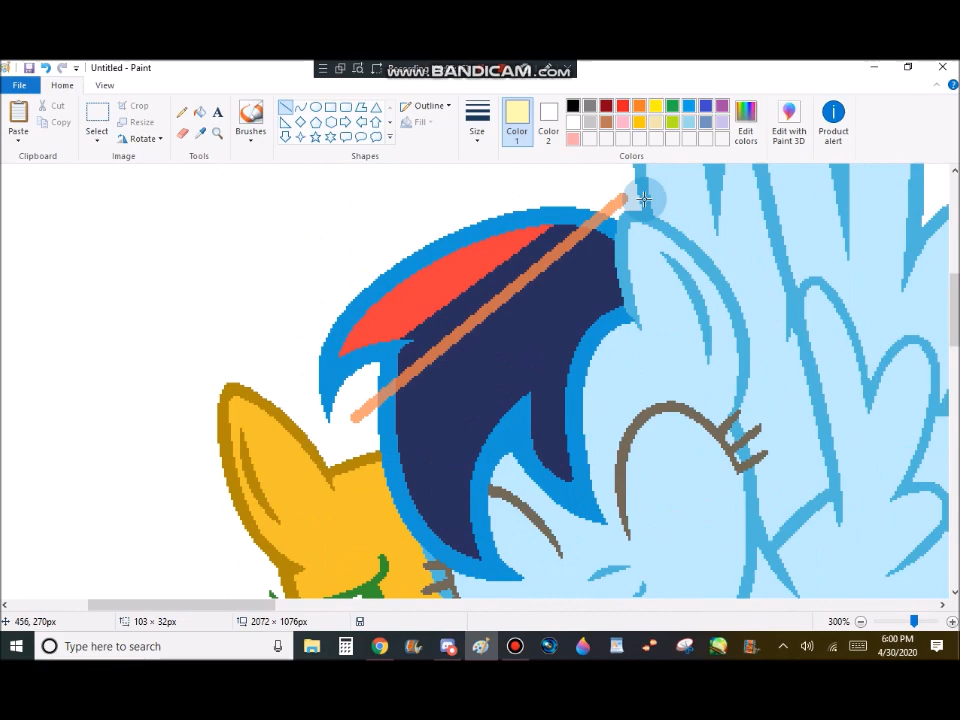 Untitled - Paint
www.BANDICAM.com
File Home View
Cut
Copy
Paste
Clipboard
Crop
Resize
Rotate
Select
Image
Tools
Brushes
Outline
Fill
Shapes
Size
Color 1
Color 2
Edit colors
Colors
Edit with Paint 3D
Product alert
456, 270px
103 × 32px
2072 × 1076px
300%
Type here to search
6:00 PM
4/30/2020